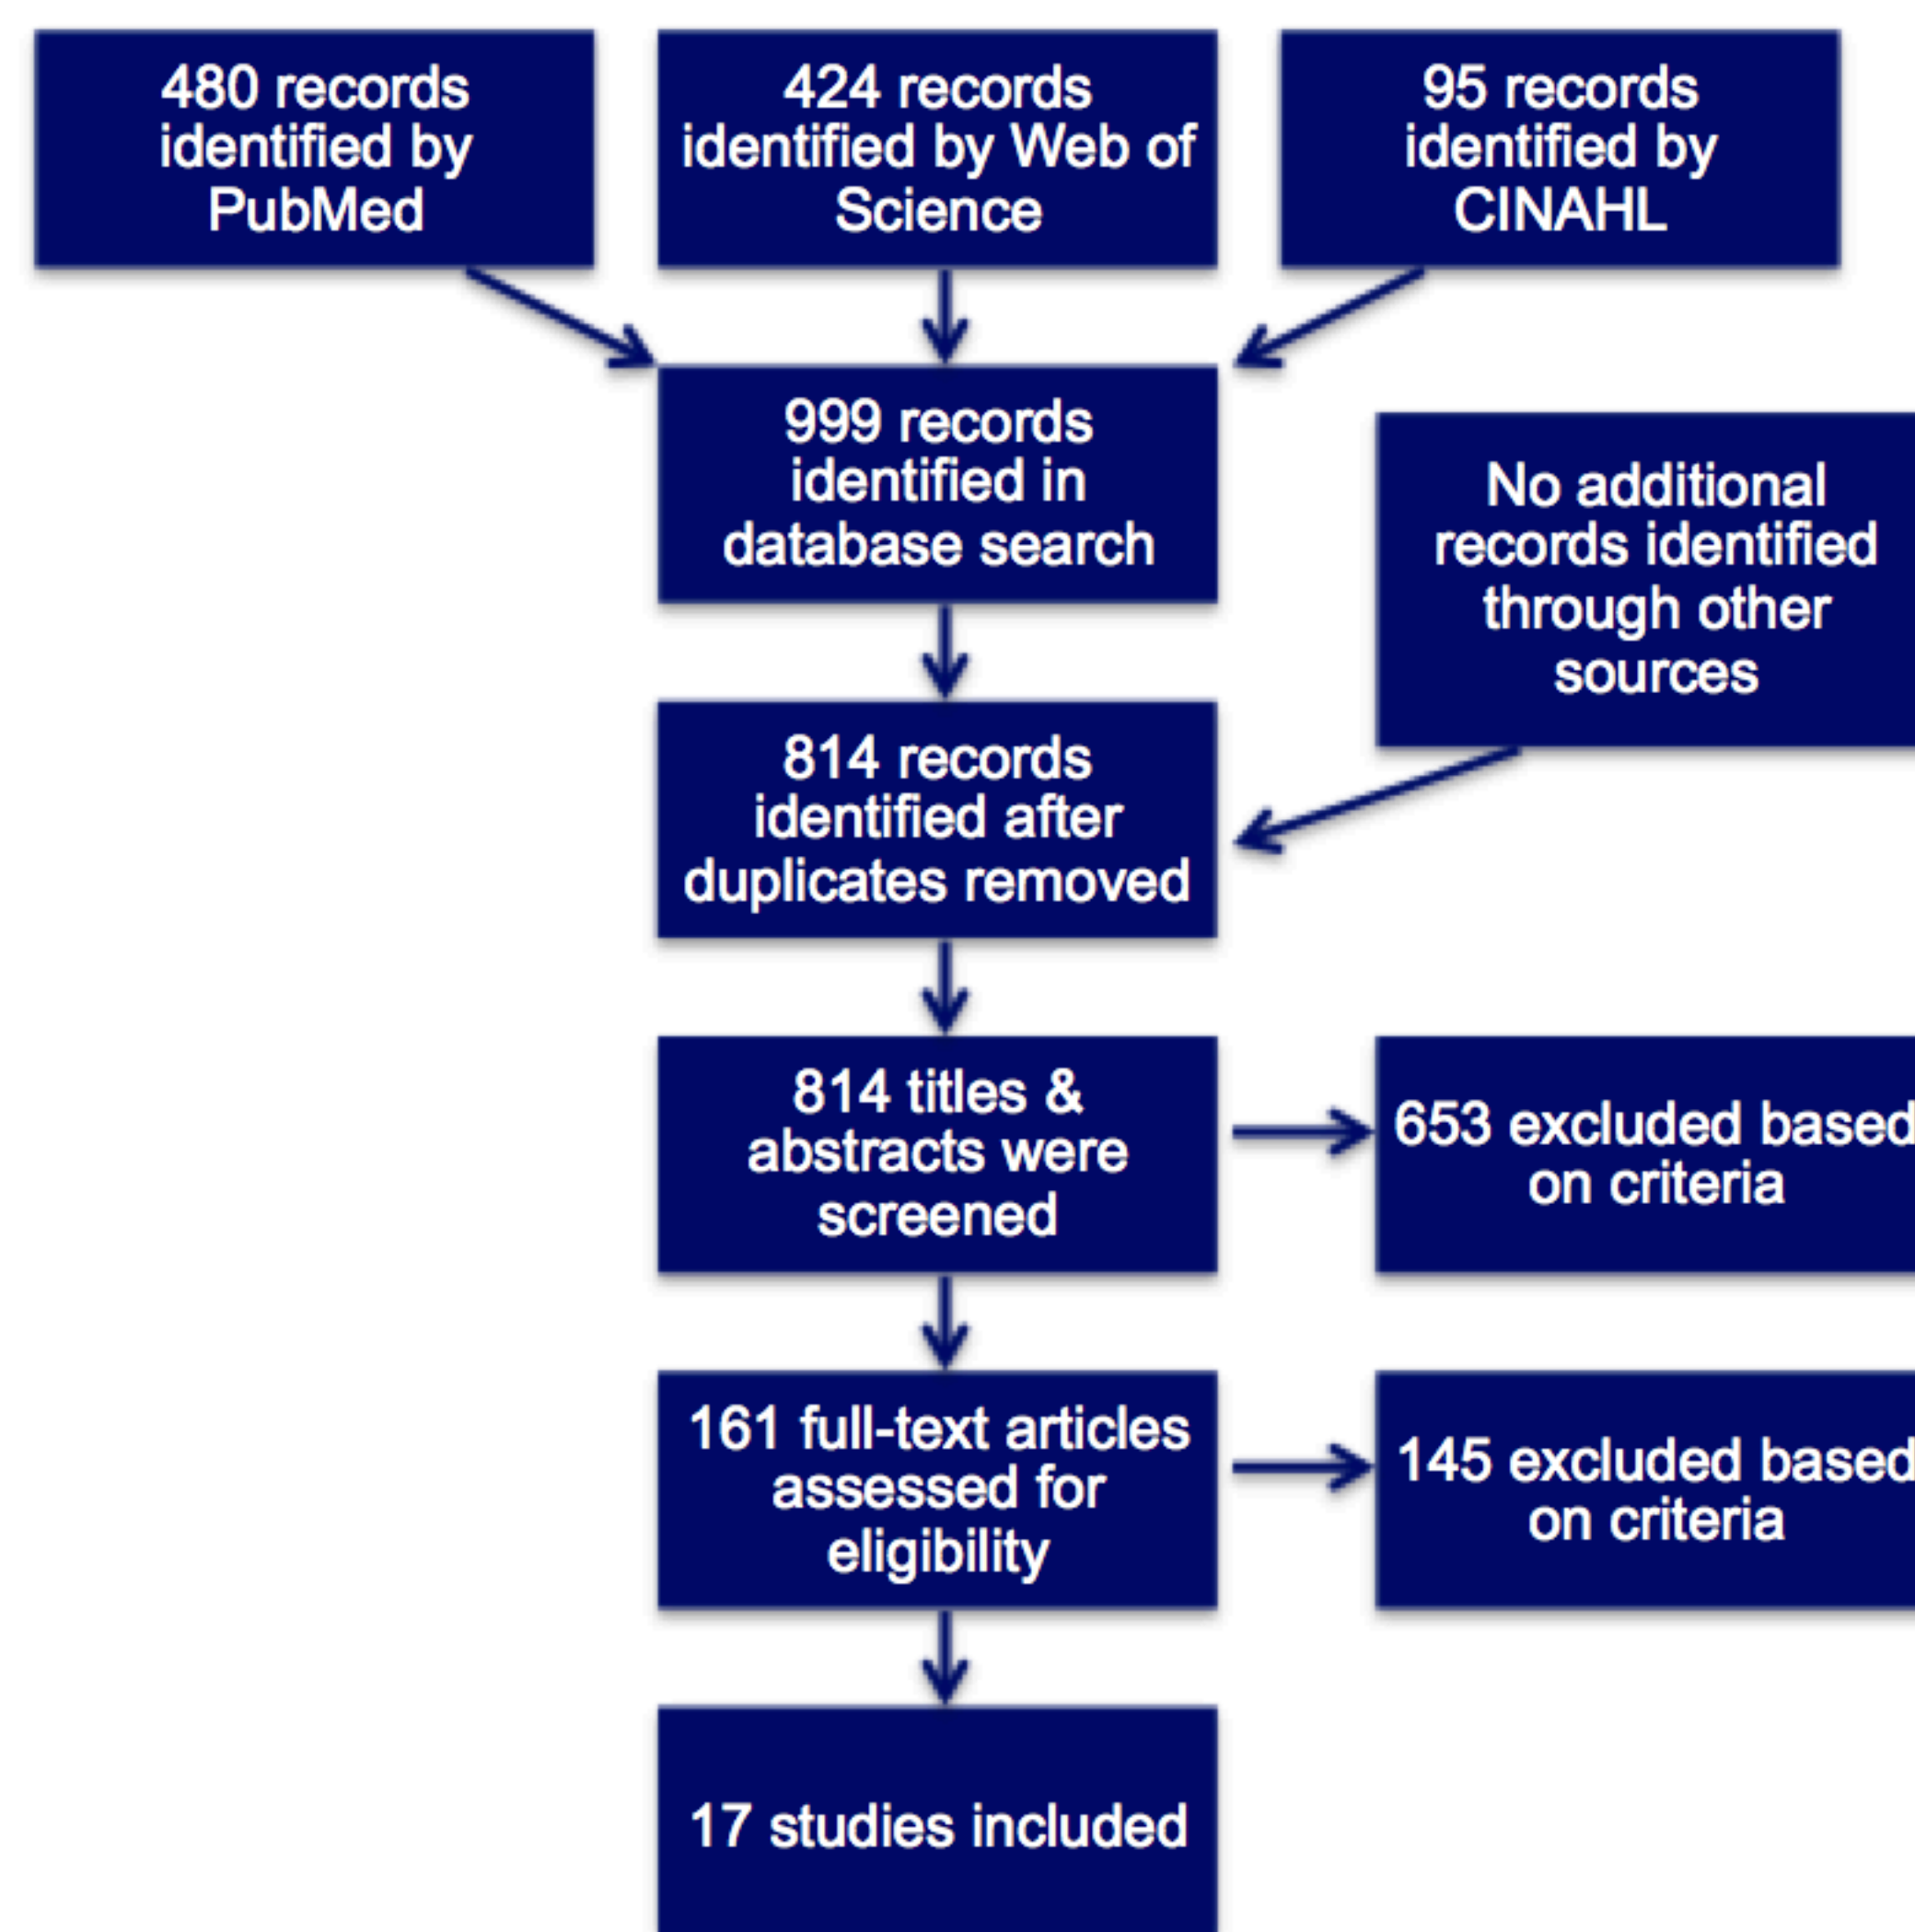 480 records
identified by
PubMed
424 records
identified by Web of
Science
95 records
identified by
CINAHL
999 records
identified in
database search
No additional
records identified
through other
sources
814 records
identified after
duplicates removed
814 titles &
abstracts were
screened
653 excluded based
on criteria
161 full-text articles
assessed for
eligibility
145 excluded based
on criteria
17 studies included